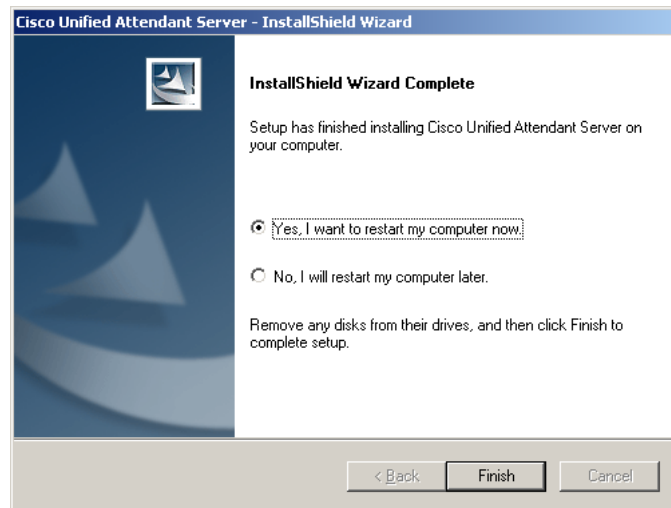 Cisco Unified Attendant Server - InstallShield Wizard
InstallShield Wizard Complete
Setup has finished installing Cisco Unified Attendant Server on
your computer.
Yes, I want to restart my computer now.
No, I will restart my computer later.
Remove any disks from their drives, and then click Finish to
complete setup.
< Back
Finish
Cancel